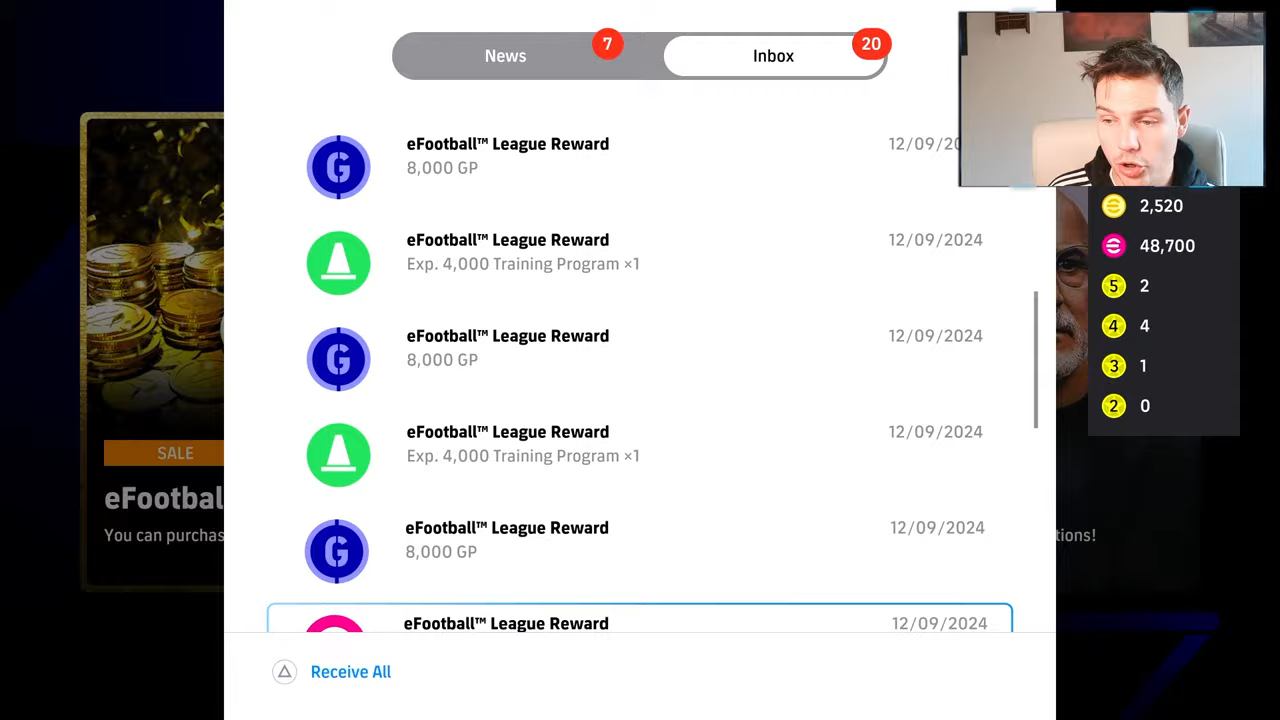 News
7
Inbox
20
eFootball™ League Reward
8,000 GP
12/09/20
eFootball™ League Reward
Exp. 4,000 Training Program ×1
12/09/2024
eFootball™ League Reward
8,000 GP
12/09/2024
eFootball™ League Reward
Exp. 4,000 Training Program ×1
12/09/2024
eFootball™ League Reward
8,000 GP
12/09/2024
eFootball™ League Reward
12/09/2024
Receive All
2,520
48,700
5 2
4 4
3 1
2 0
SALE
eFootbal
You can purchas
tions!